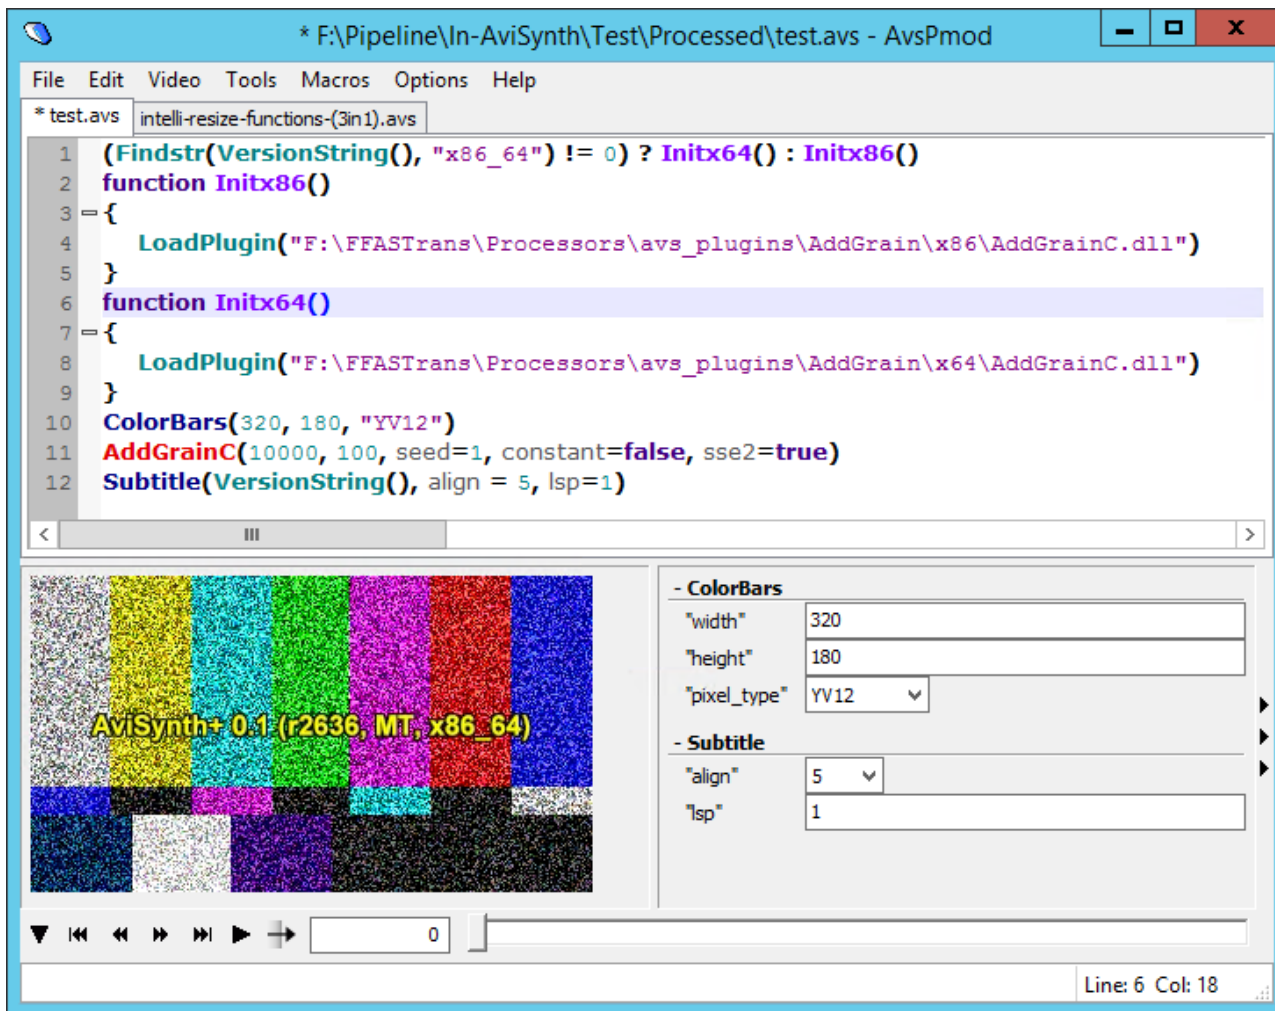 * F:\Pipeline\In-AviSynth\Test\Processed\test.avs - AvsPmod
File Edit Video Tools Macros Options Help
* test.avs intelli-resize-functions-(3in1).avs
1 (Findstr(VersionString(), "x86_64") != 0) ? Initx64() : Initx86()
2 function Initx86()
3 {
4 LoadPlugin("F:\FFASTrans\Processors\avs_plugins\AddGrain\x86\AddGrainC.dll")
5 }
6 function Initx64()
7 {
8 LoadPlugin("F:\FFASTrans\Processors\avs_plugins\AddGrain\x64\AddGrainC.dll")
9 }
10 ColorBars(320, 180, "YV12")
11 AddGrainC(10000, 100, seed=1, constant=false, sse2=true)
12 Subtitle(VersionString(), align = 5, lsp=1)
AviSynth+ 0.1 (r2636, MT, x86_64)
- ColorBars
"width" 320
"height" 180
"pixel_type" YV12
- Subtitle
"align" 5
"lsp" 1
0
Line: 6 Col: 18